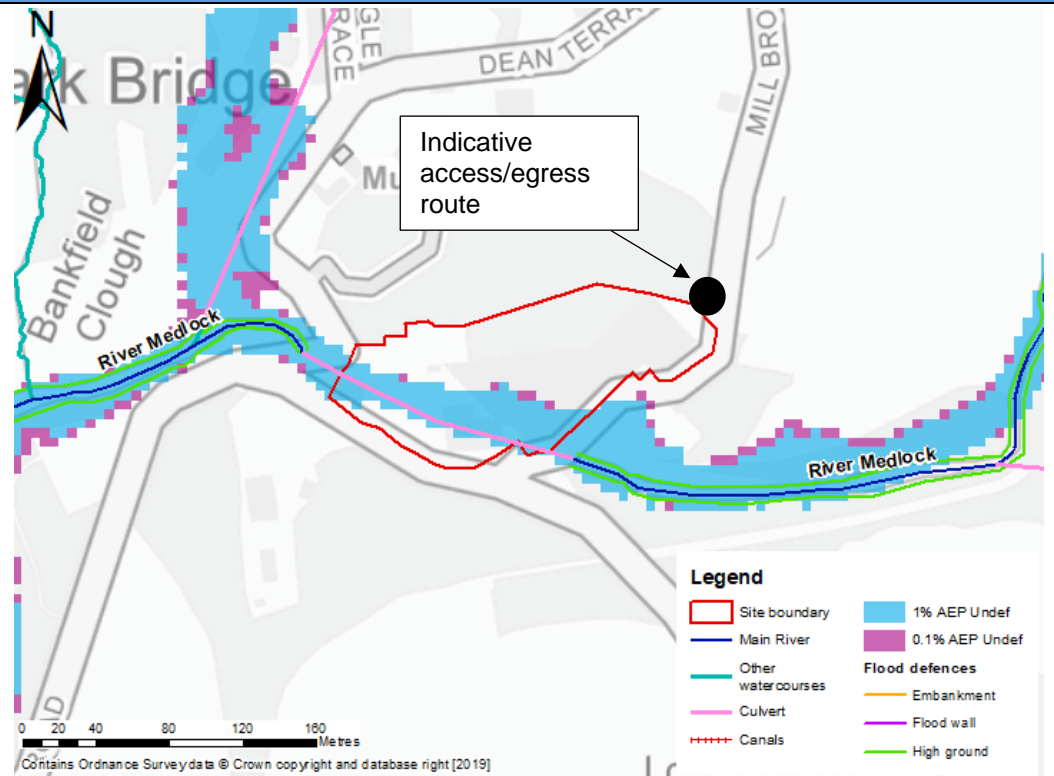 N
ark Bridge
GLE
RACE
DEAN TERRA
MILL BRO
Indicative
access/egress
route
Mu
Bankfield
Clough
River Medlock
River Medlock
ROAD
Legend
Site boundary
Main River
Other
watercourses
Culvert
Canals
1% AEP Undef
0.1% AEP Undef
Flood defences
Embankment
Flood wall
High ground
0 20 40 80 120 160
Metres
Contains Ordnance Survey data © Crown copyright and database right [2019]